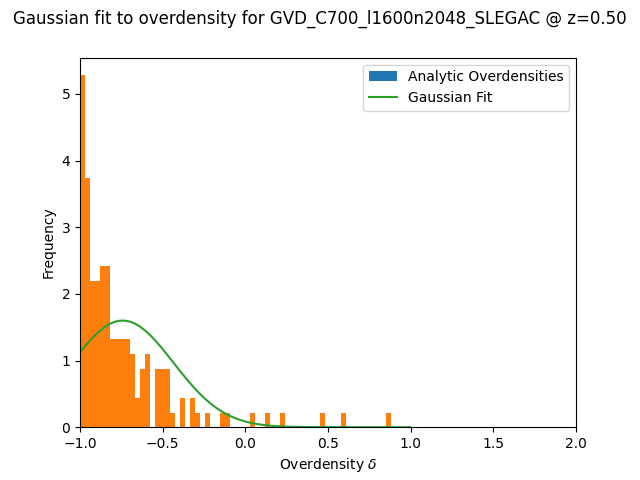 Gaussian fit to overdensity for GVD_C700_l1600n2048_SLEGAC @ z=0.50
Analytic Overdensities
Gaussian Fit
Frequency
5
4
3
2
1
0
−1.0 −0.5 0.0 0.5 1.0 1.5 2.0
Overdensity δ